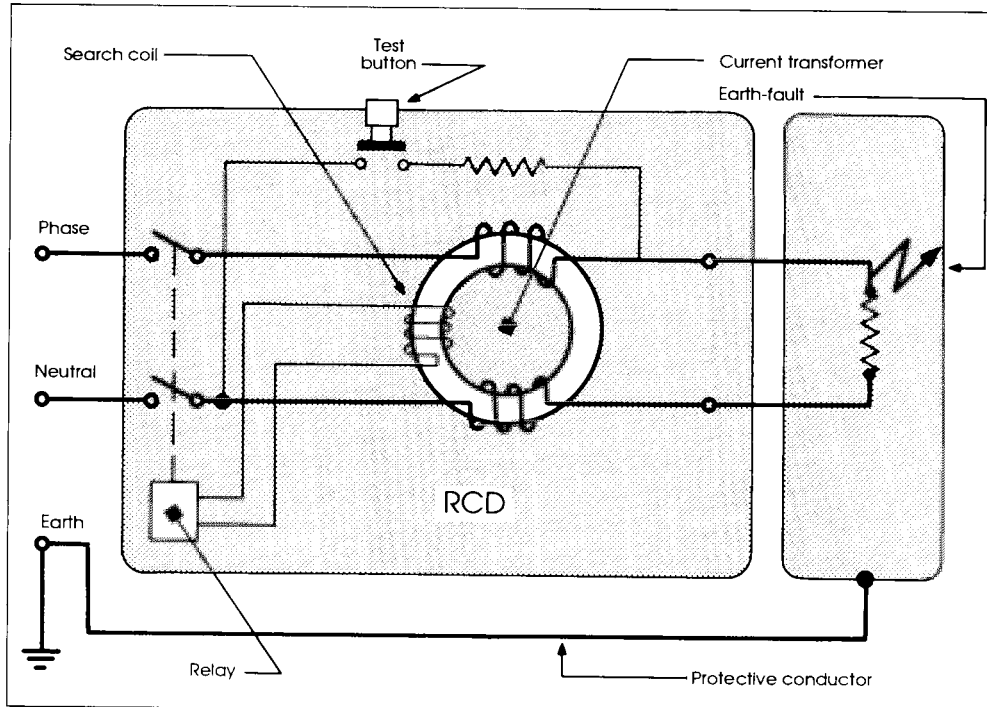 Search coil
Test
button
Current transformer
Earth-fault
Phase
Neutral
RCD
Earth
Relay
Protective conductor